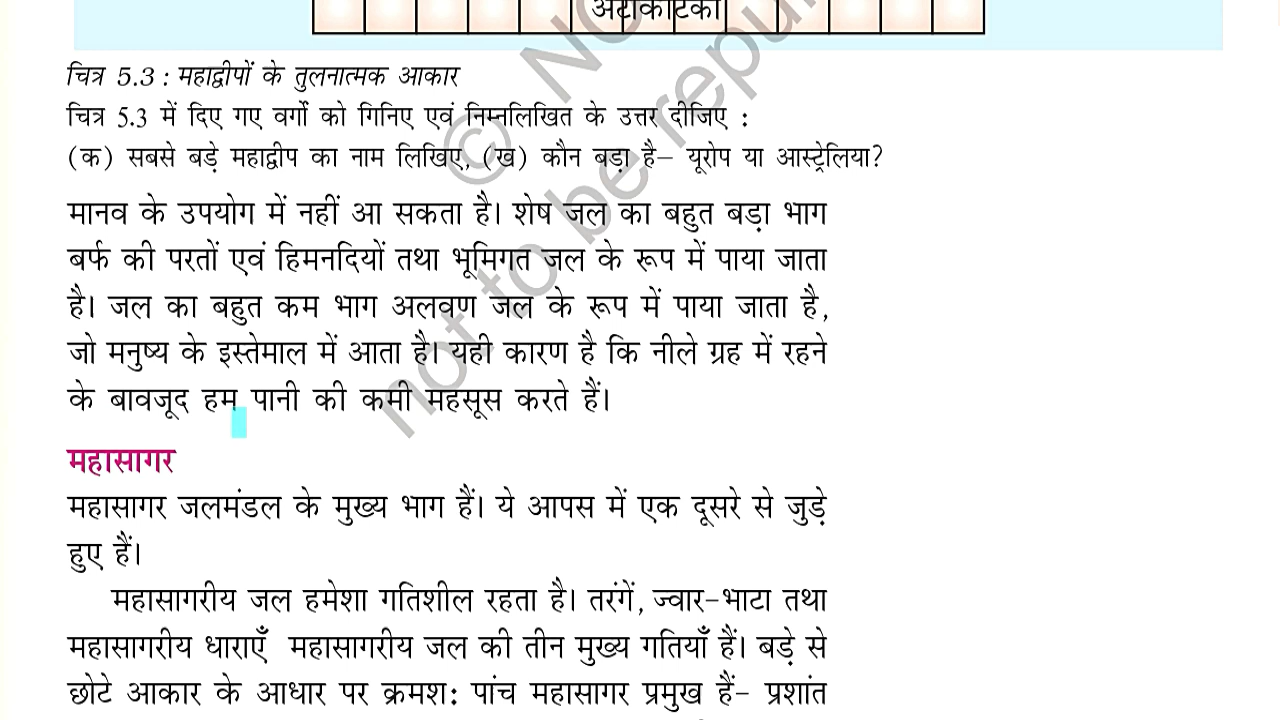 अंटार्कटिका
चित्र 5.3 : महाद्वीपों के तुलनात्मक आकार
चित्र 5.3 में दिए गए वर्गों को गिनिए एवं निम्नलिखित के उत्तर दीजिए :
(क) सबसे बड़े महाद्वीप का नाम लिखिए, (ख) कौन बड़ा है– यूरोप या आस्ट्रेलिया?
मानव के उपयोग में नहीं आ सकता है। शेष जल का बहुत बड़ा भाग
बर्फ की परतों एवं हिमनदियों तथा भूमिगत जल के रूप में पाया जाता
है। जल का बहुत कम भाग अलवण जल के रूप में पाया जाता है,
जो मनुष्य के इस्तेमाल में आता है। यही कारण है कि नीले ग्रह में रहने
के बावजूद हम पानी की कमी महसूस करते हैं।
महासागर
महासागर जलमंडल के मुख्य भाग हैं। ये आपस में एक दूसरे से जुड़े
हुए हैं।
महासागरीय जल हमेशा गतिशील रहता है। तरंगें, ज्वार-भाटा तथा
महासागरीय धाराएँ महासागरीय जल की तीन मुख्य गतियाँ हैं। बड़े से
छोटे आकार के आधार पर क्रमश: पांच महासागर प्रमुख हैं- प्रशांत
©
not to be